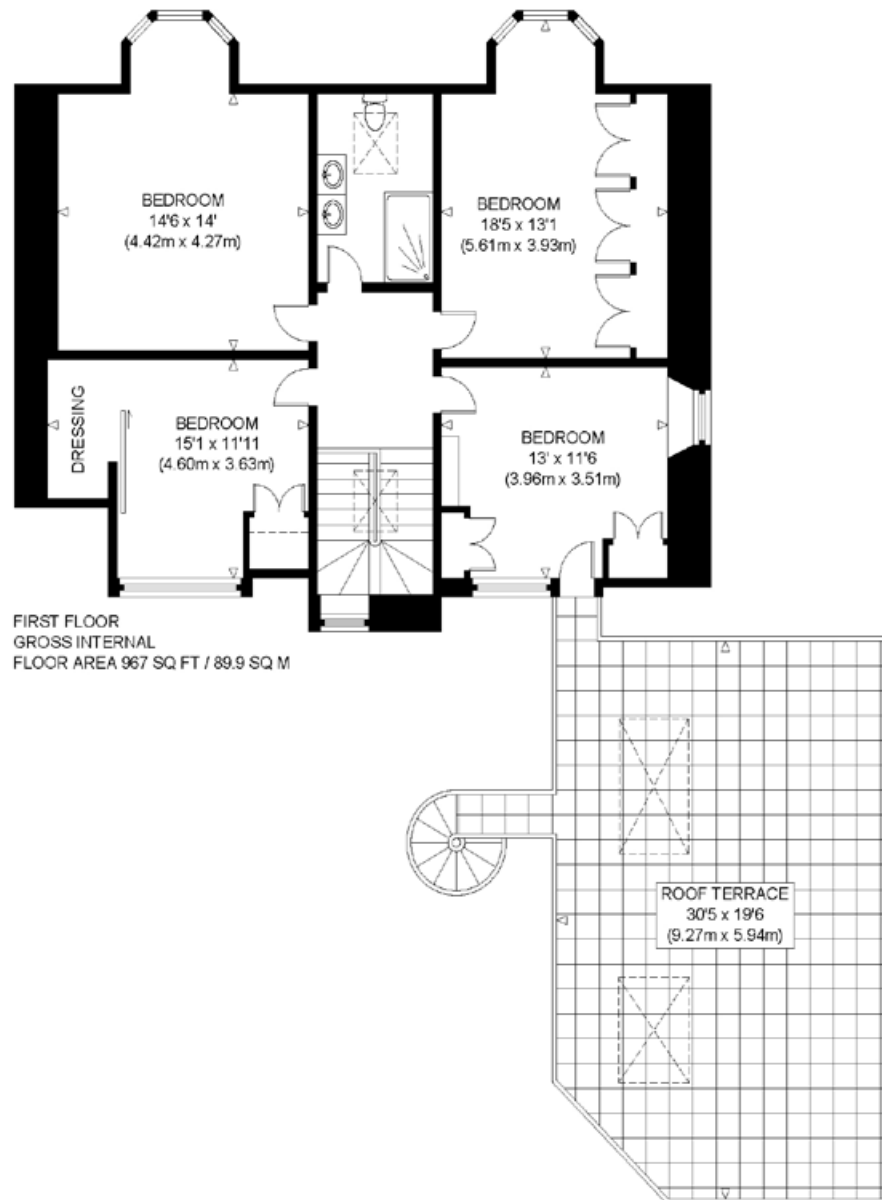 BEDROOM
14'6 x 14'
(4.42m x 4.27m)
BEDROOM
18'5 x 13'1
(5.61m x 3.93m)
DRESSING
BEDROOM
15'1 x 11'11
(4.60m x 3.63m)
BEDROOM
13' x 11'6
(3.96m x 3.51m)
FIRST FLOOR
GROSS INTERNAL
FLOOR AREA 967 SQ FT / 89.9 SQ M
ROOF TERRACE
30'5 x 19'6
(9.27m x 5.94m)